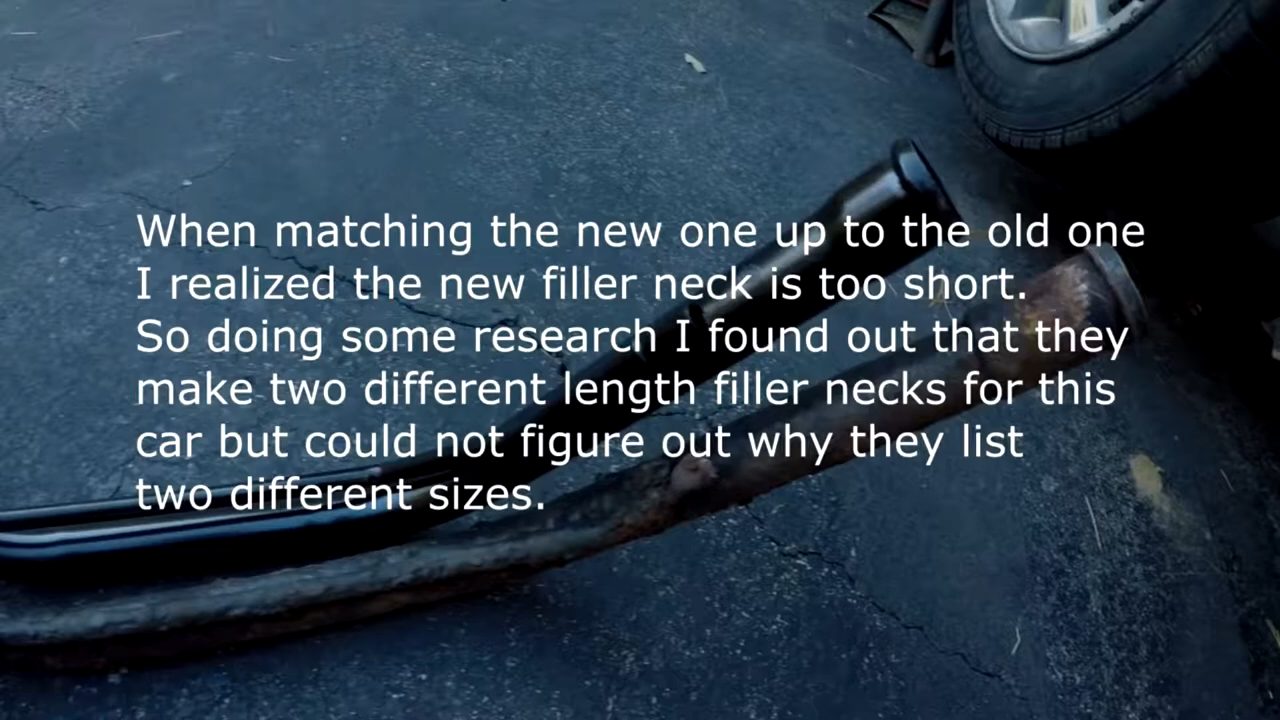 When matching the new one up to the old one
I realized the new filler neck is too short.
So doing some research I found out that they
make two different length filler necks for this
car but could not figure out why they list
two different sizes.